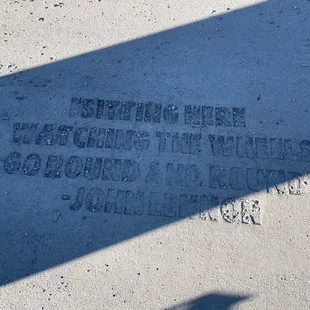 "SITTING HERE
WATCHING THE WHEELS
GO ROUND AND ROUND"
-JOHN LENNON